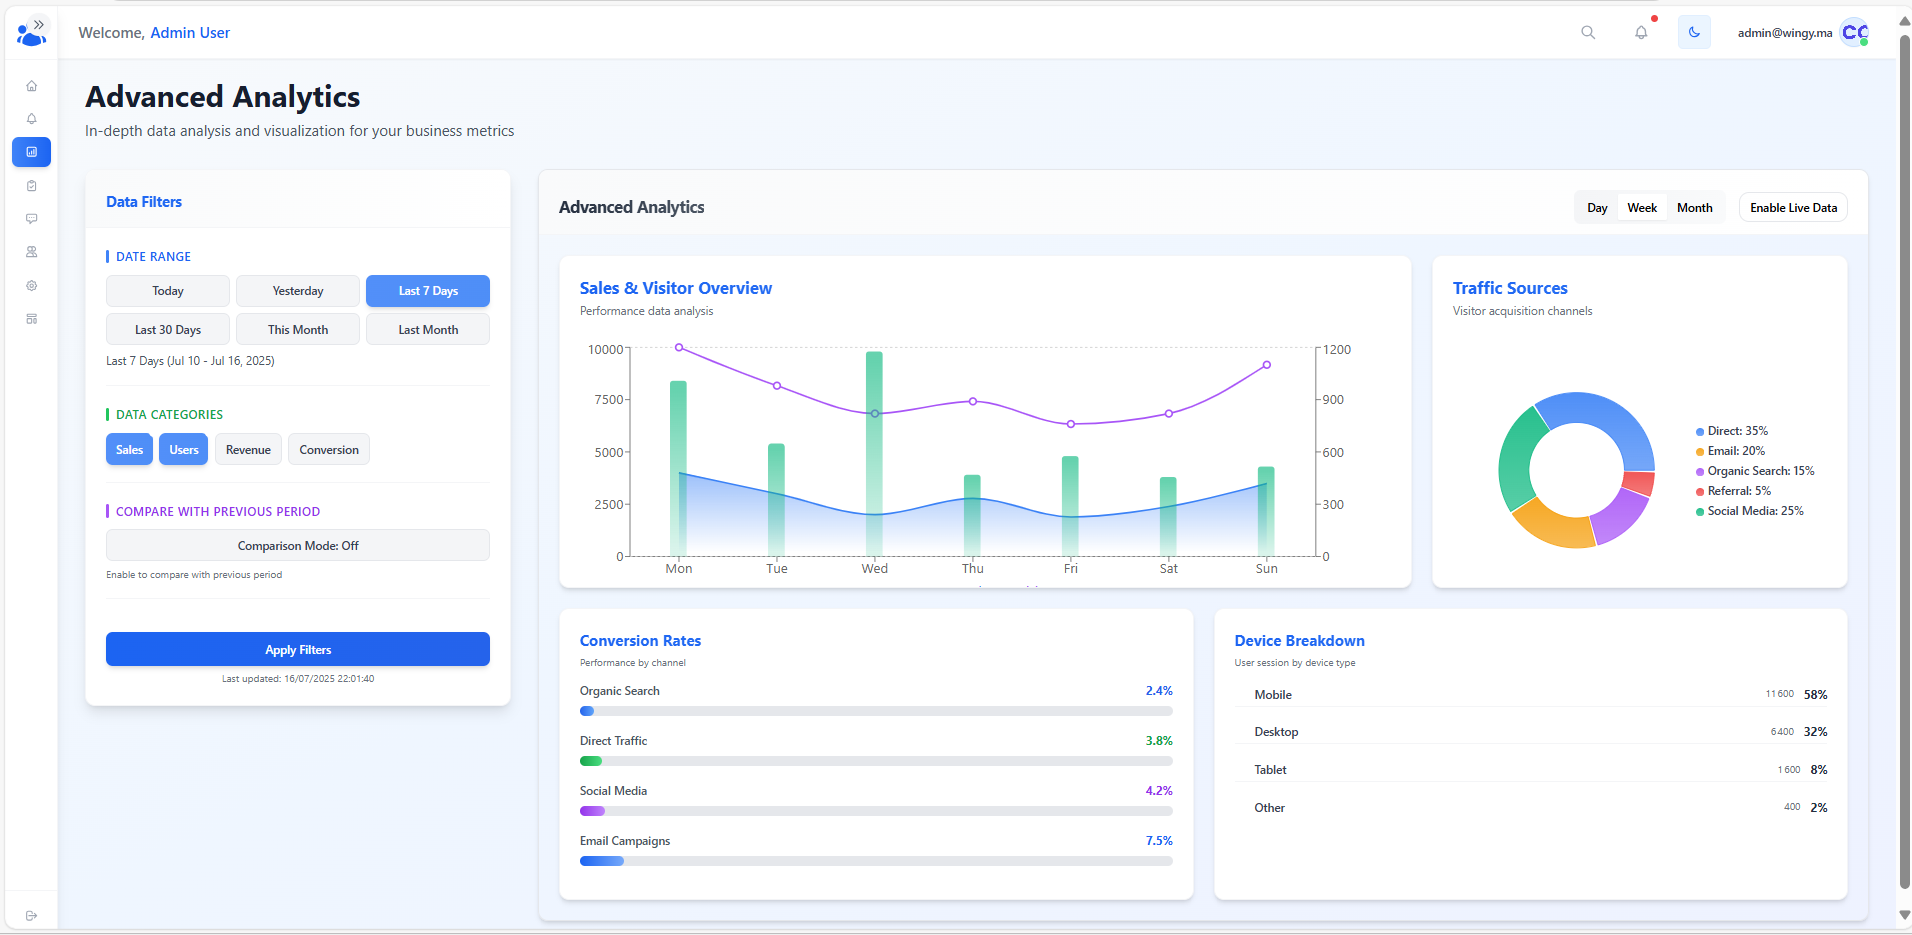 Welcome, Admin User
admin@wingy.ma
Advanced Analytics
In-depth data analysis and visualization for your business metrics
Data Filters
DATE RANGE
Today Yesterday Last 7 Days
Last 30 Days This Month Last Month
Last 7 Days (Jul 10 - Jul 16, 2025)
DATA CATEGORIES
Sales Users Revenue Conversion
COMPARE WITH PREVIOUS PERIOD
Comparison Mode: Off
Enable to compare with previous period
Apply Filters
Last updated: 16/07/2025 22:01:40
Advanced Analytics
Day Week Month Enable Live Data
Sales & Visitor Overview
Performance data analysis
10000 1200
7500 900
5000 600
2500 300
0 0
Mon Tue Wed Thu Fri Sat Sun
Traffic Sources
Visitor acquisition channels
Direct: 35%
Email: 20%
Organic Search: 15%
Referral: 5%
Social Media: 25%
Conversion Rates
Performance by channel
Organic Search 2.4%
Direct Traffic 3.8%
Social Media 4.2%
Email Campaigns 7.5%
Device Breakdown
User session by device type
Mobile 11 600 58%
Desktop 6 400 32%
Tablet 1 600 8%
Other 400 2%